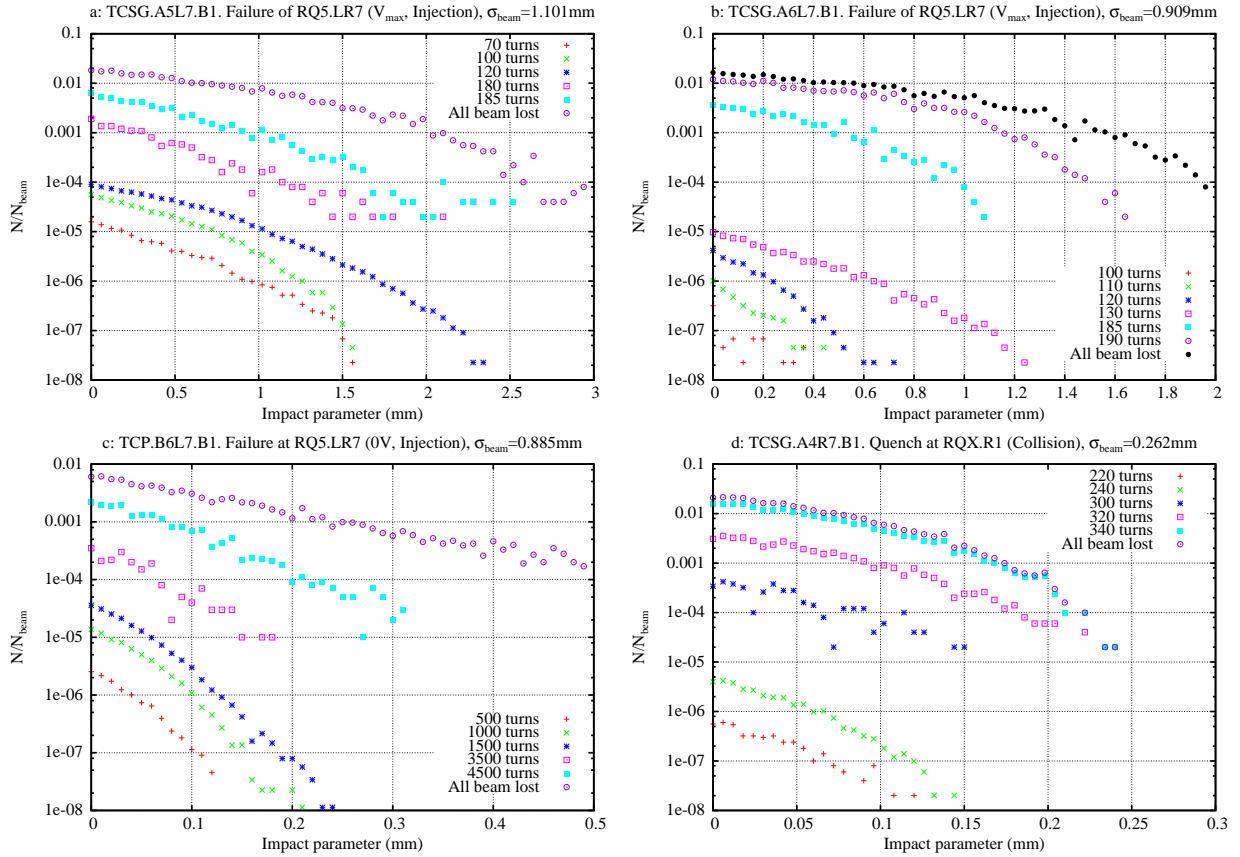 a: TCSG.A5L7.B1. Failure of RQ5.LR7 (Vmax, Injection), σbeam=1.101mm
N/Nbeam
0.1
0.01
0.001
1e-04
1e-05
1e-06
1e-07
1e-08
0 0.5 1 1.5 2 2.5 3
Impact parameter (mm)
70 turns
100 turns
120 turns
180 turns
185 turns
All beam lost
b: TCSG.A6L7.B1. Failure of RQ5.LR7 (Vmax, Injection), σbeam=0.909mm
N/Nbeam
0.1
0.01
0.001
1e-04
1e-05
1e-06
1e-07
1e-08
0 0.2 0.4 0.6 0.8 1 1.2 1.4 1.6 1.8 2
Impact parameter (mm)
100 turns
110 turns
120 turns
130 turns
185 turns
190 turns
All beam lost
c: TCP.B6L7.B1. Failure at RQ5.LR7 (0V, Injection), σbeam=0.885mm
N/Nbeam
0.01
0.001
1e-04
1e-05
1e-06
1e-07
1e-08
0 0.1 0.2 0.3 0.4 0.5
Impact parameter (mm)
500 turns
1000 turns
1500 turns
3500 turns
4500 turns
All beam lost
d: TCSG.A4R7.B1. Quench at RQX.R1 (Collision), σbeam=0.262mm
N/Nbeam
0.1
0.01
0.001
1e-04
1e-05
1e-06
1e-07
1e-08
0 0.05 0.1 0.15 0.2 0.25 0.3
Impact parameter (mm)
220 turns
240 turns
300 turns
320 turns
340 turns
All beam lost